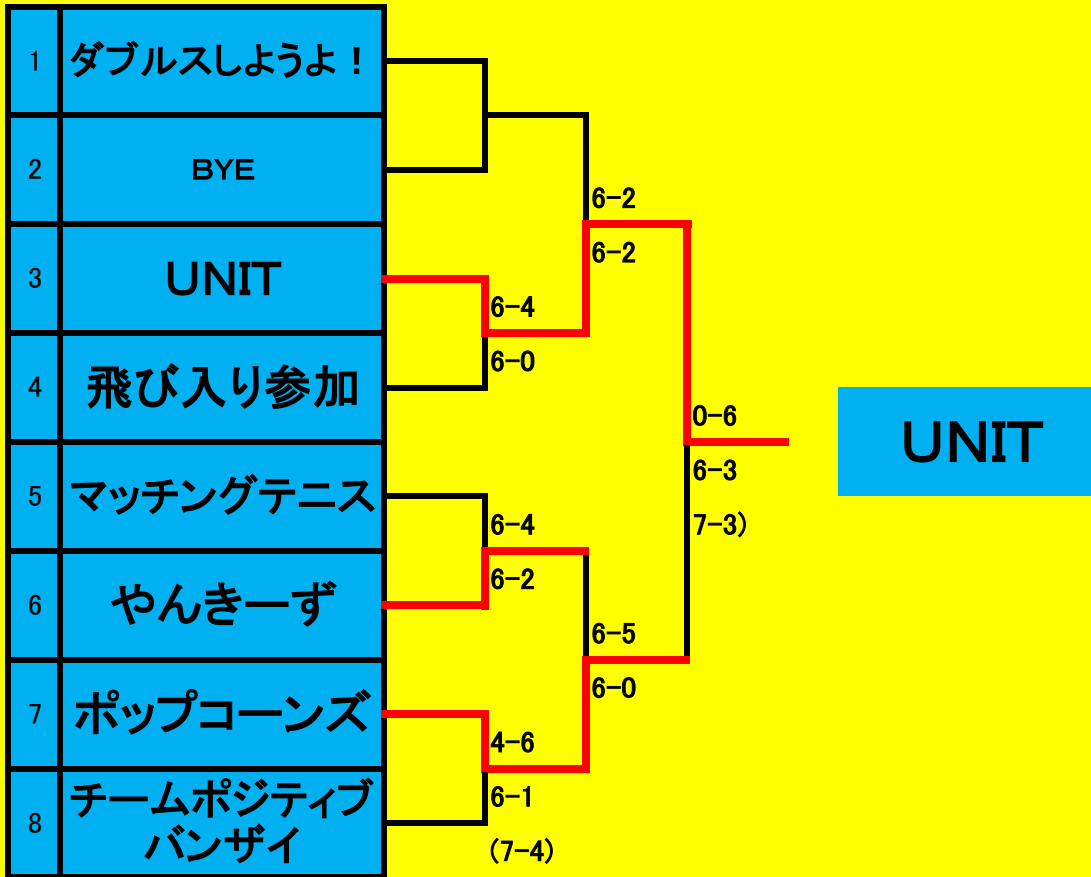 1 ダブルスしようよ！
2 BYE
3 UNIT
4 飛び入り参加
5 マッチングテニス
6 やんきーず
7 ポップコーンズ
8 チームポジティブ
バンザイ
6-4
6-0
6-4
6-2
4-6
6-1
(7-4)
6-2
6-2
6-5
6-0
0-6
6-3
7-3)
UNIT